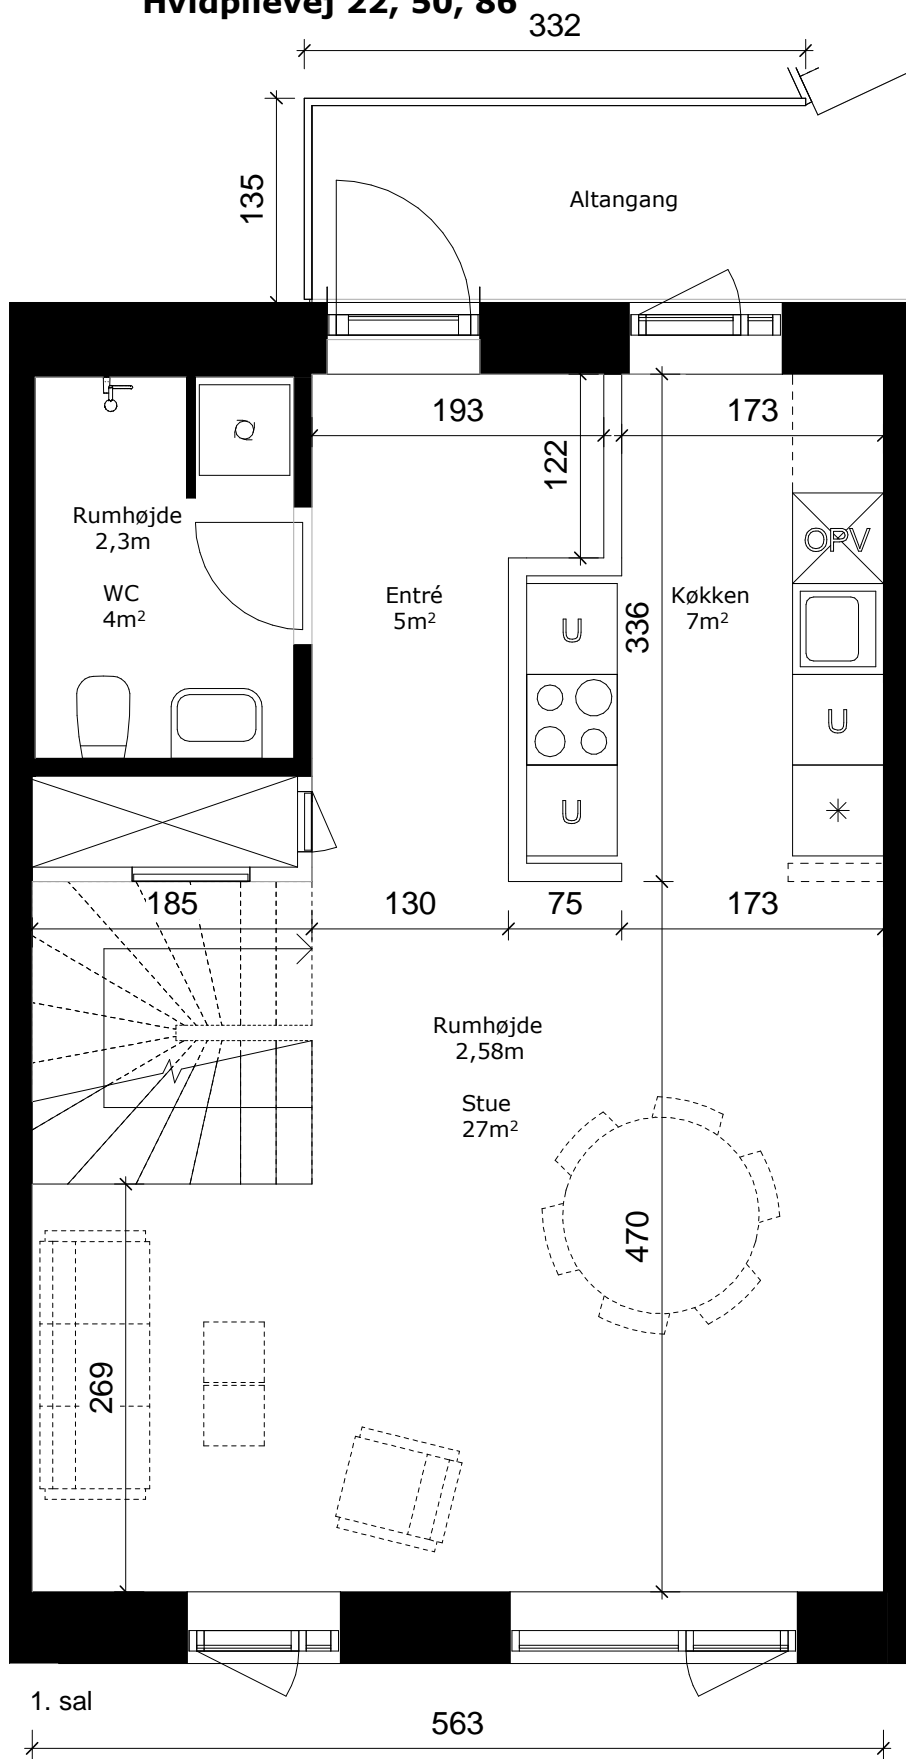 Hvidpilevej 22, 50, 86
332
135
Altangang
193
173
122
OPV
Rumhøjde
2,3m
WC
4m²
Entré
5m²
U
336
Køkken
7m²
U
U
185
130
75
173
Rumhøjde
2,58m
Stue
27m²
470
269
1. sal
563